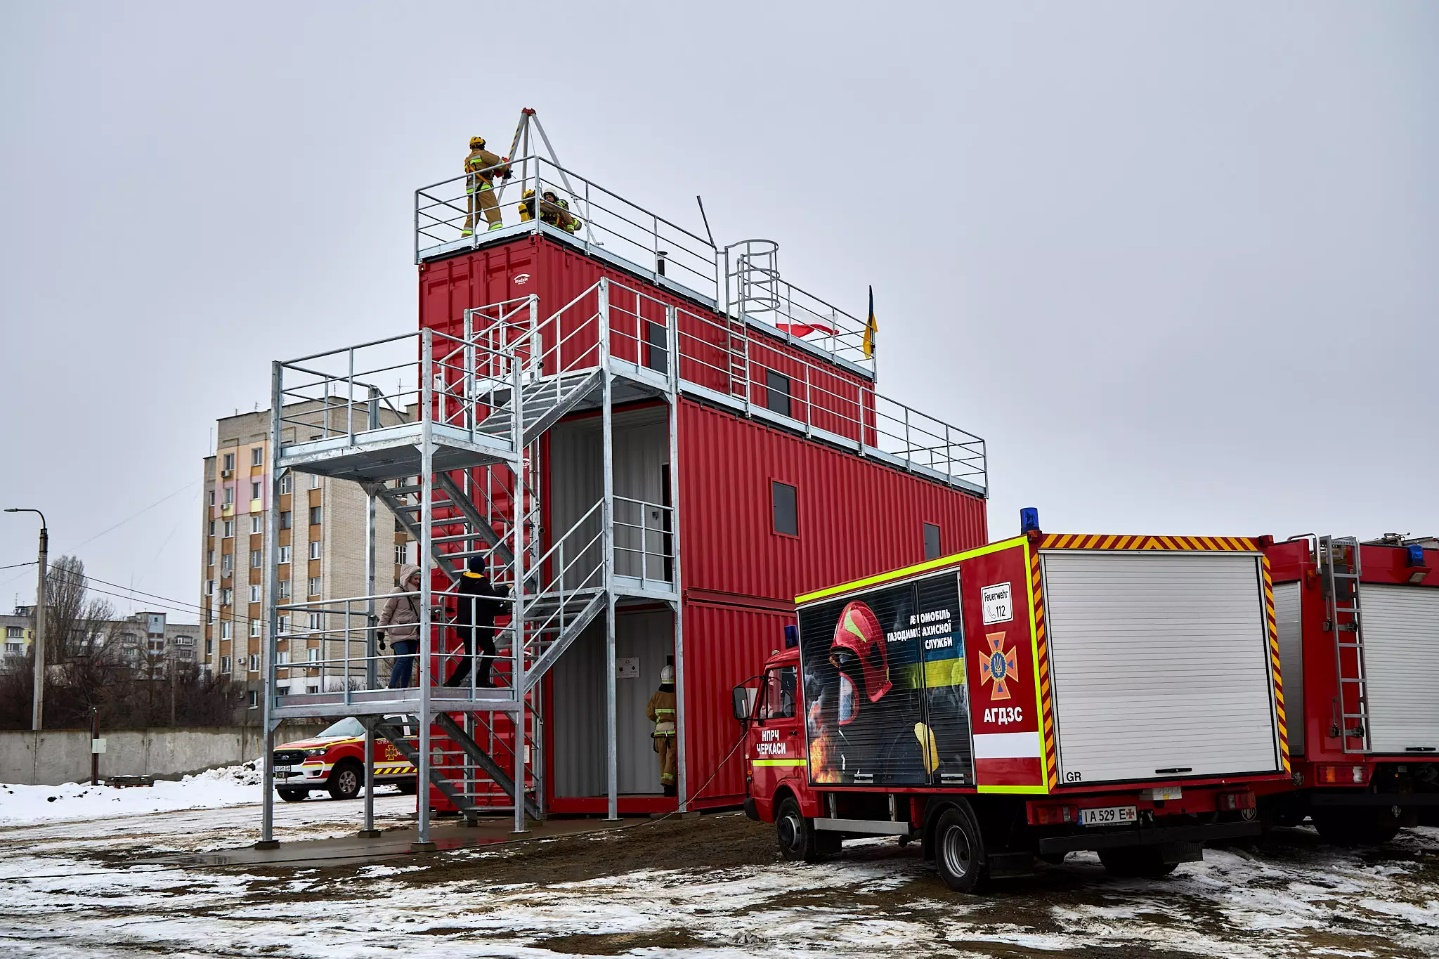 АВТОМОБІЛЬ
ГАЗОДИМОЗАХИСНОЇ
СЛУЖБИ
Feuerwehr
112
АГДЗС
НПРЧ
ЧЕРКАСИ
GR
IA 529 E